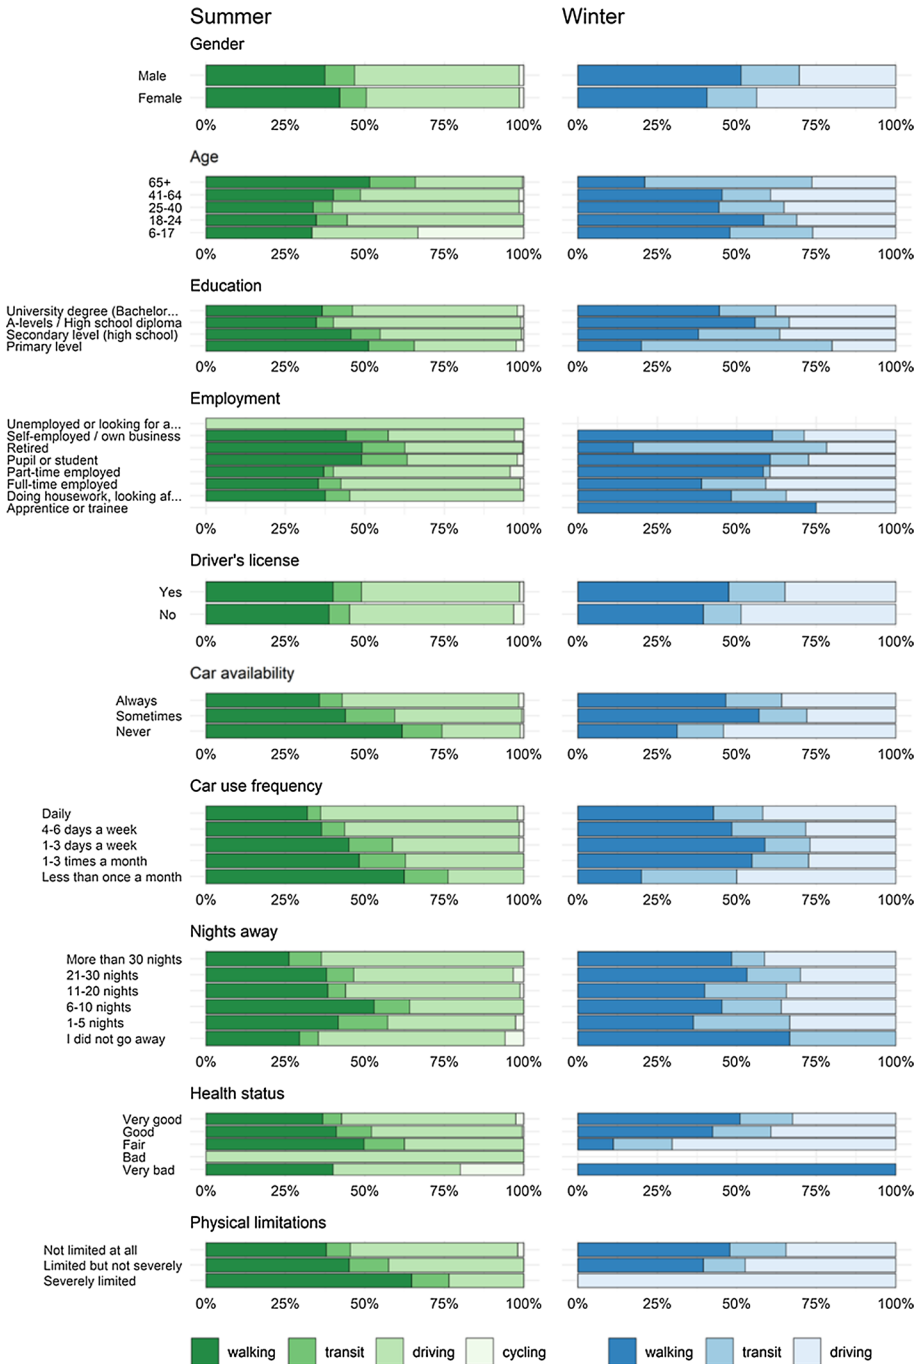 Summer Winter
Gender
Male
Female
0% 25% 50% 75% 100% 0% 25% 50% 75% 100%
Age
65+
41-64
25-40
18-24
6-17
0% 25% 50% 75% 100% 0% 25% 50% 75% 100%
Education
University degree (Bachelor...
A-levels / High school diploma
Secondary level (high school)
Primary level
0% 25% 50% 75% 100% 0% 25% 50% 75% 100%
Employment
Unemployed or looking for a...
Self-employed / own business
Retired
Pupil or student
Part-time employed
Full-time employed
Doing housework, looking af...
Apprentice or trainee
0% 25% 50% 75% 100% 0% 25% 50% 75% 100%
Driver's license
Yes
No
0% 25% 50% 75% 100% 0% 25% 50% 75% 100%
Car availability
Always
Sometimes
Never
0% 25% 50% 75% 100% 0% 25% 50% 75% 100%
Car use frequency
Daily
4-6 days a week
1-3 days a week
1-3 times a month
Less than once a month
0% 25% 50% 75% 100% 0% 25% 50% 75% 100%
Nights away
More than 30 nights
21-30 nights
11-20 nights
6-10 nights
1-5 nights
I did not go away
0% 25% 50% 75% 100% 0% 25% 50% 75% 100%
Health status
Very good
Good
Fair
Bad
Very bad
0% 25% 50% 75% 100% 0% 25% 50% 75% 100%
Physical limitations
Not limited at all
Limited but not severely
Severely limited
0% 25% 50% 75% 100% 0% 25% 50% 75% 100%
walking transit driving cycling walking transit driving